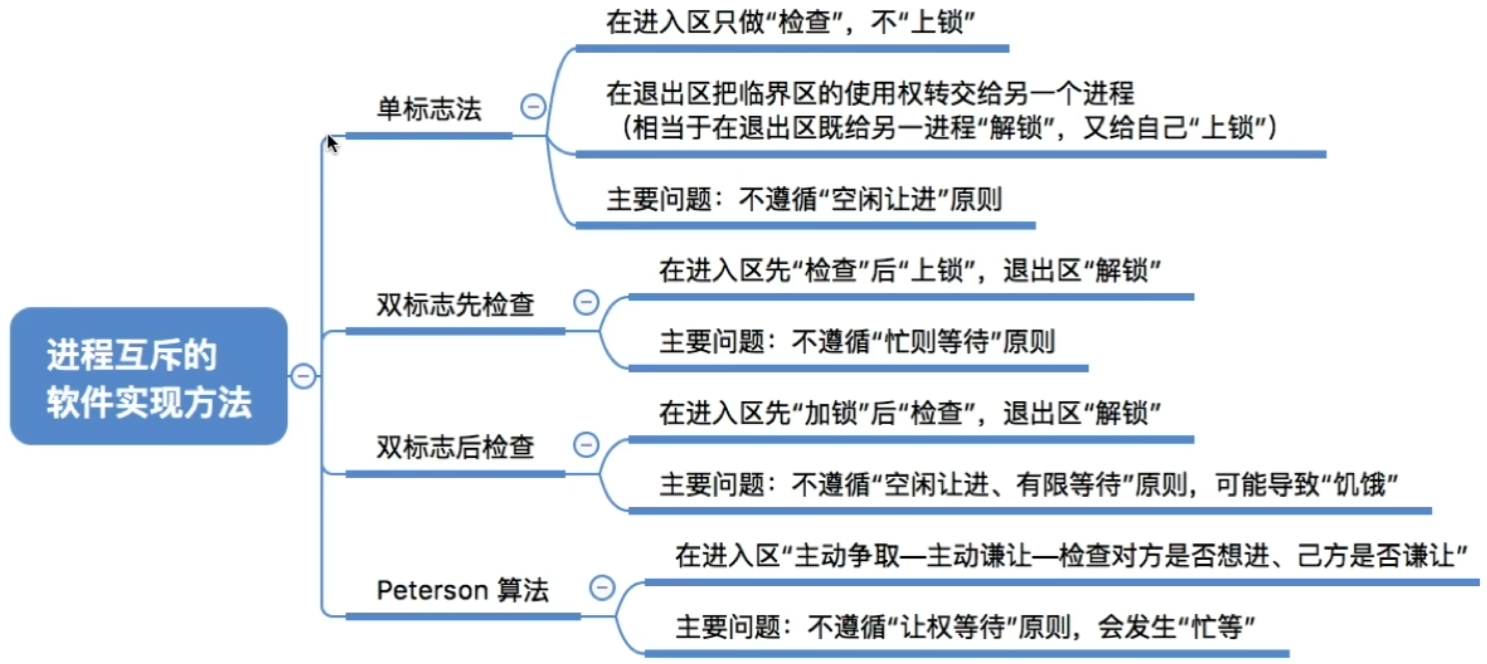 进程互斥的
软件实现方法
单标志法
在进入区只做“检查”，不“上锁”
在退出区把临界区的使用权转交给另一个进程
（相当于在退出区既给另一进程“解锁”，又给自己“上锁”）
主要问题：不遵循“空闲让进”原则
双标志先检查
在进入区先“检查”后“上锁”，退出区“解锁”
主要问题：不遵循“忙则等待”原则
双标志后检查
在进入区先“加锁”后“检查”，退出区“解锁”
主要问题：不遵循“空闲让进、有限等待”原则，可能导致“饥饿”
Peterson 算法
在进入区“主动争取—主动谦让—检查对方是否想进、己方是否谦让”
主要问题：不遵循“让权等待”原则，会发生“忙等”